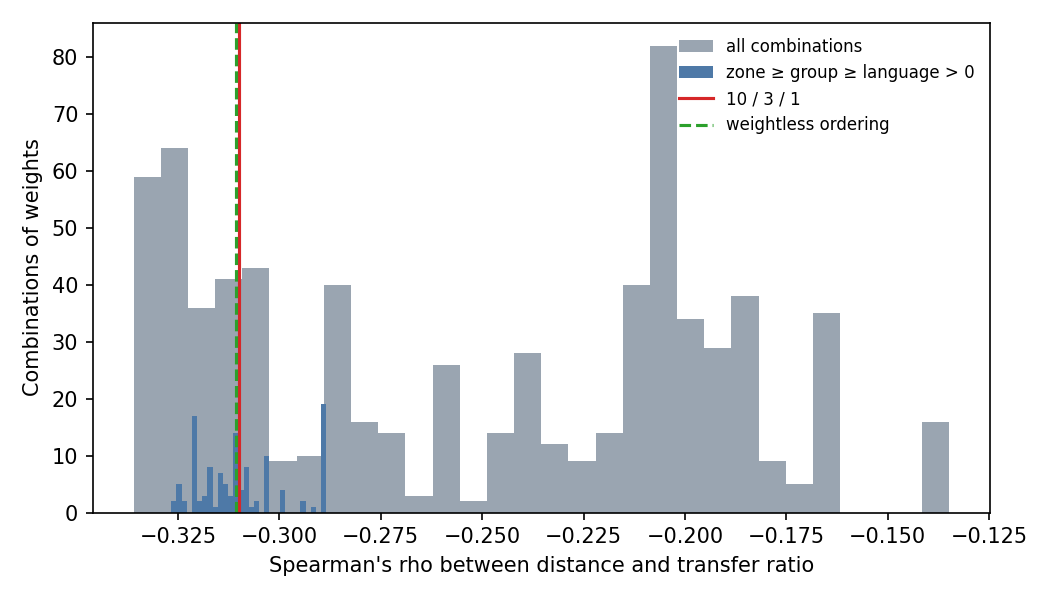 all combinations
zone ≥ group ≥ language > 0
10 / 3 / 1
weightless ordering
Combinations of weights
80
70
60
50
40
30
20
10
0
−0.325 −0.300 −0.275 −0.250 −0.225 −0.200 −0.175 −0.150 −0.125
Spearman's rho between distance and transfer ratio